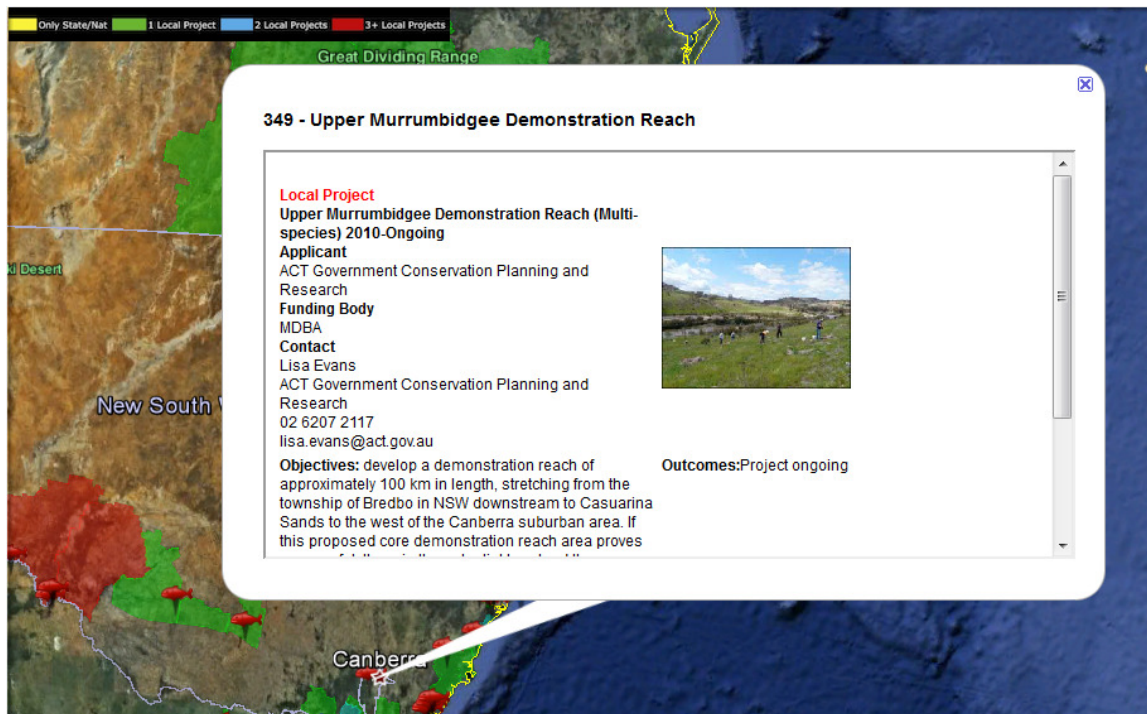 Only State/Nat 1 Local Project 2 Local Projects 3+ Local Projects
Great Dividing Range
349 - Upper Murrumbidgee Demonstration Reach
Local Project
Upper Murrumbidgee Demonstration Reach (Multi-
species) 2010-Ongoing
Applicant
ACT Government Conservation Planning and
Research
Funding Body
MDBA
Contact
Lisa Evans
ACT Government Conservation Planning and
Research
02 6207 2117
lisa.evans@act.gov.au
Objectives: develop a demonstration reach of
approximately 100 km in length, stretching from the
township of Bredbo in NSW downstream to Casuarina
Sands to the west of the Canberra suburban area. If
this proposed core demonstration reach area proves
Outcomes:Project ongoing
Desert
New South
Canberra